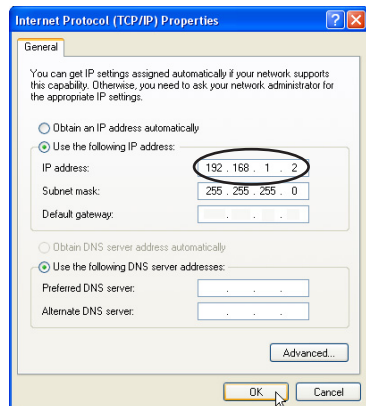 Internet Protocol (TCP/IP) Properties
General
You can get IP settings assigned automatically if your network supports
this capability. Otherwise, you need to ask your network administrator for
the appropriate IP settings.
Obtain an IP address automatically
Use the following IP address:
IP address: 192 . 168 . 1 . 2
Subnet mask: 255 . 255 . 255 . 0
Default gateway: . . .
Obtain DNS server address automatically
Use the following DNS server addresses:
Preferred DNS server: . . .
Alternate DNS server: . . .
Advanced...
OK Cancel